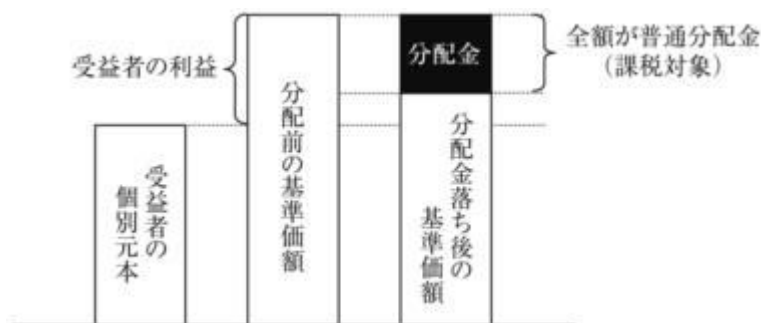 受益者の利益
分配金
全額が普通分配金
（課税対象）
受益者の
個別元本
分配前の基準価額
分配金落ち後の
基準価額